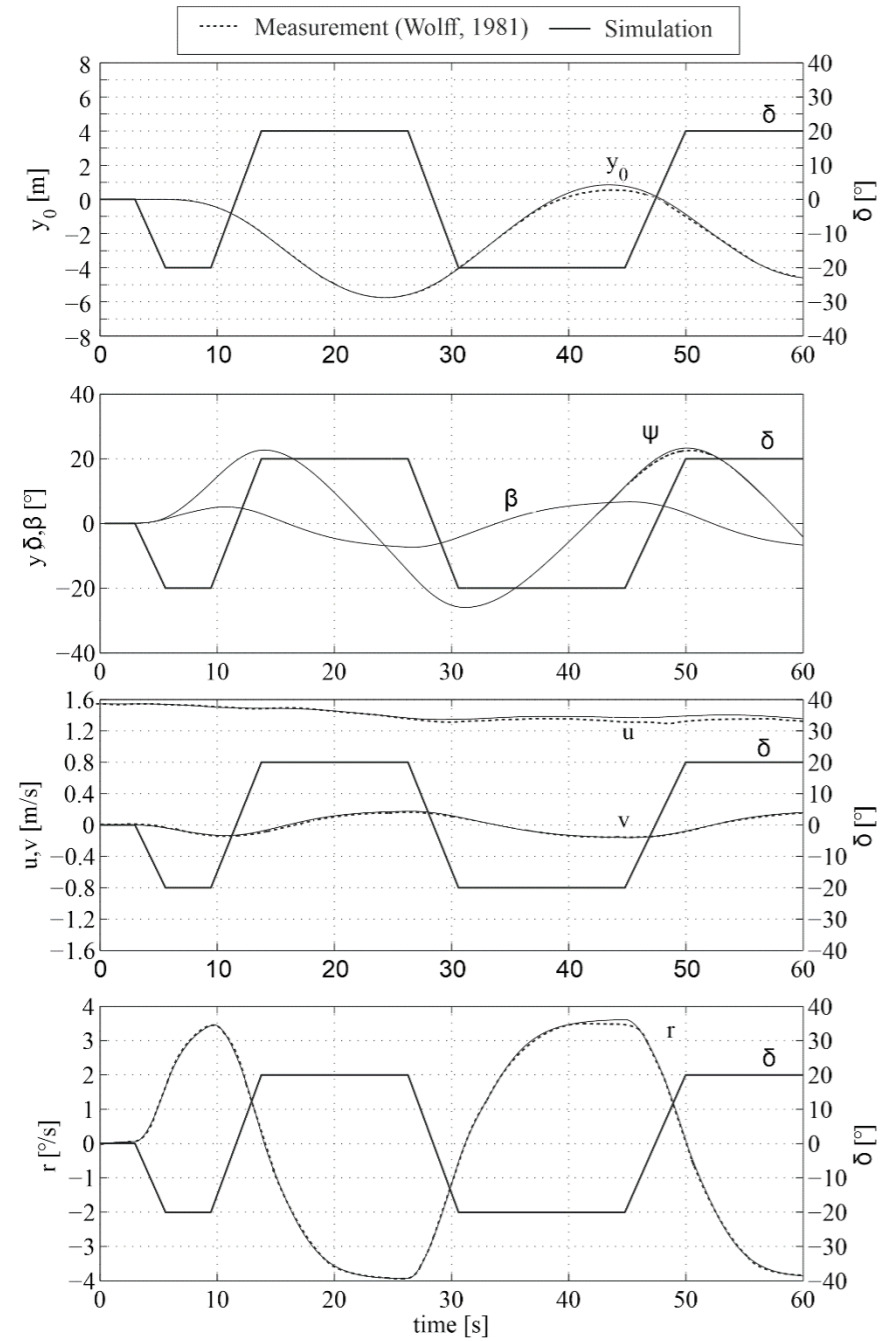 Measurement (Wolff, 1981) Simulation
8 40
6 30
4 20
2 10
0 0
−2 −10
−4 −20
−6 −30
−8 −40
y0 [m]
δ [°]
δ
y0
0 10 20 30 40 50 60
40
20
0
−20
−40
y δ,β [°]
ψ
δ
β
0 10 20 30 40 50 60
1.6 40
1.2 30
0.8 20
0.4 10
0 0
−0.4 −10
−0.8 −20
−1.2 −30
−1.6 −40
u,v [m/s]
δ [°]
u
δ
v
0 10 20 30 40 50 60
4 40
3 30
2 20
1 10
0 0
−1 −10
−2 −20
−3 −30
−4 −40
r [°/s]
δ [°]
r
δ
0 10 20 30 40 50 60
time [s]